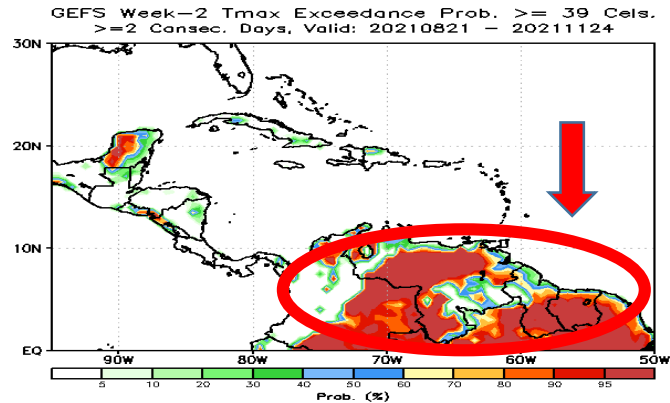 GEFS Week-2 Tmax Exceedance Prob. >= 39 Cels.
>=2 Consec. Days, Valid: 20210821 - 20211124
30N
20N
10N
EQ
90W 80W 70W 60W 50W
5 10 20 30 40 50 60 70 80 90 95
Prob. (%)